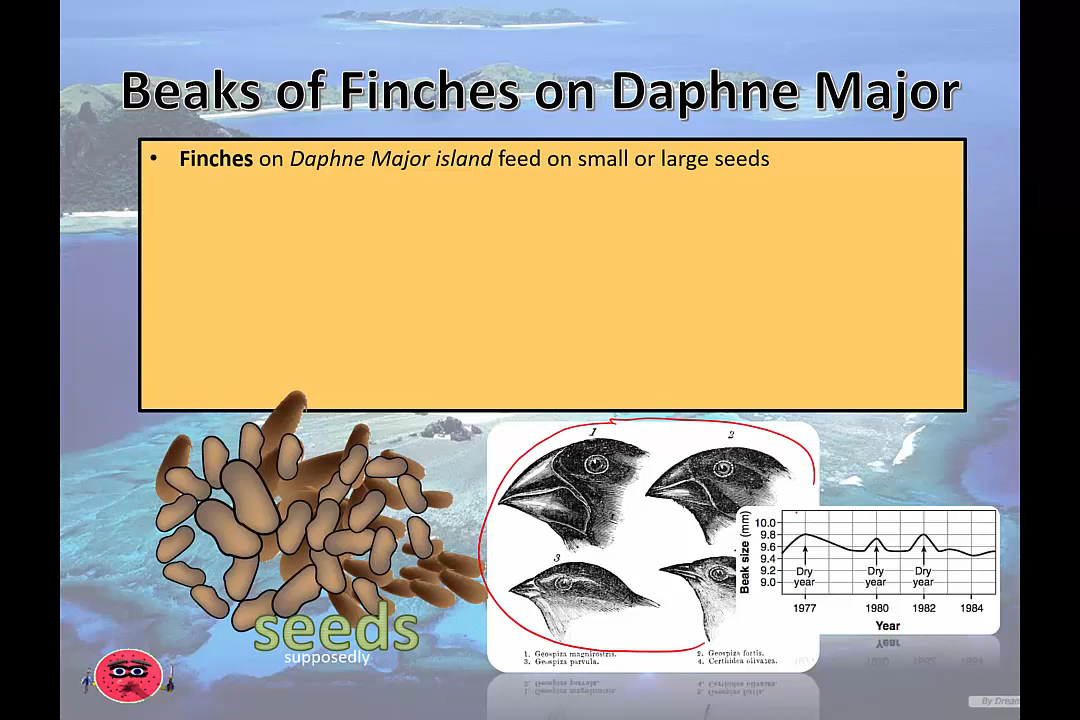 Beaks of Finches on Daphne Major
• Finches on Daphne Major island feed on small or large seeds
1
2
3
1. Geospiza magnirostris.
2. Geospiza fortis.
3. Geospiza parvula.
4. Certhidea olivacea.
seeds
supposedly
Beak size (mm)
10.0
9.8
9.6
9.4
9.2
9.0
Dry year
Dry year
Dry year
1977
1980
1982
1984
Year
By Dream